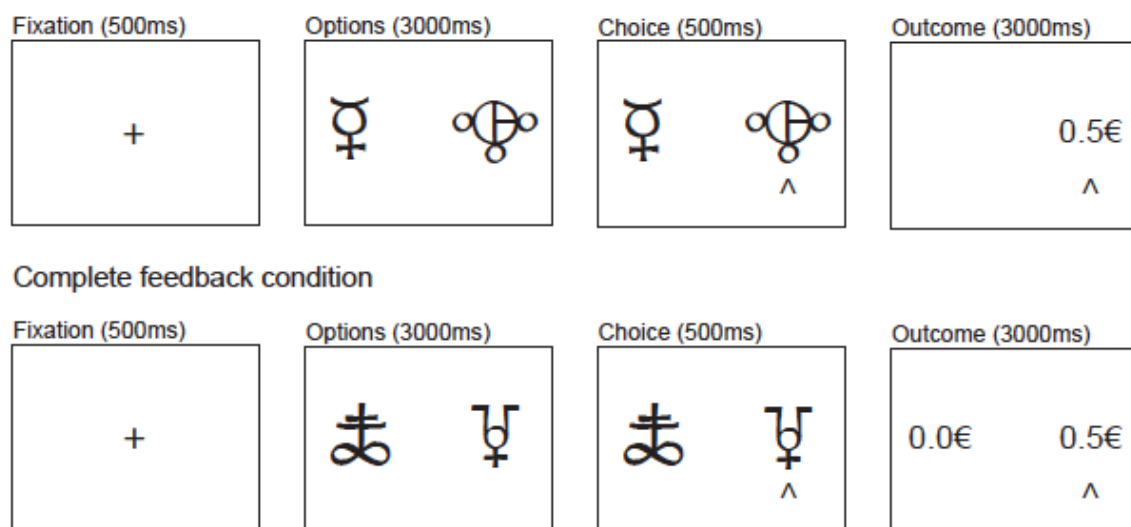 Fixation (500ms) Options (3000ms) Choice (500ms) Outcome (3000ms)
+
0.5€
^ ^
Complete feedback condition
Fixation (500ms) Options (3000ms) Choice (500ms) Outcome (3000ms)
+
0.0€ 0.5€
^ ^